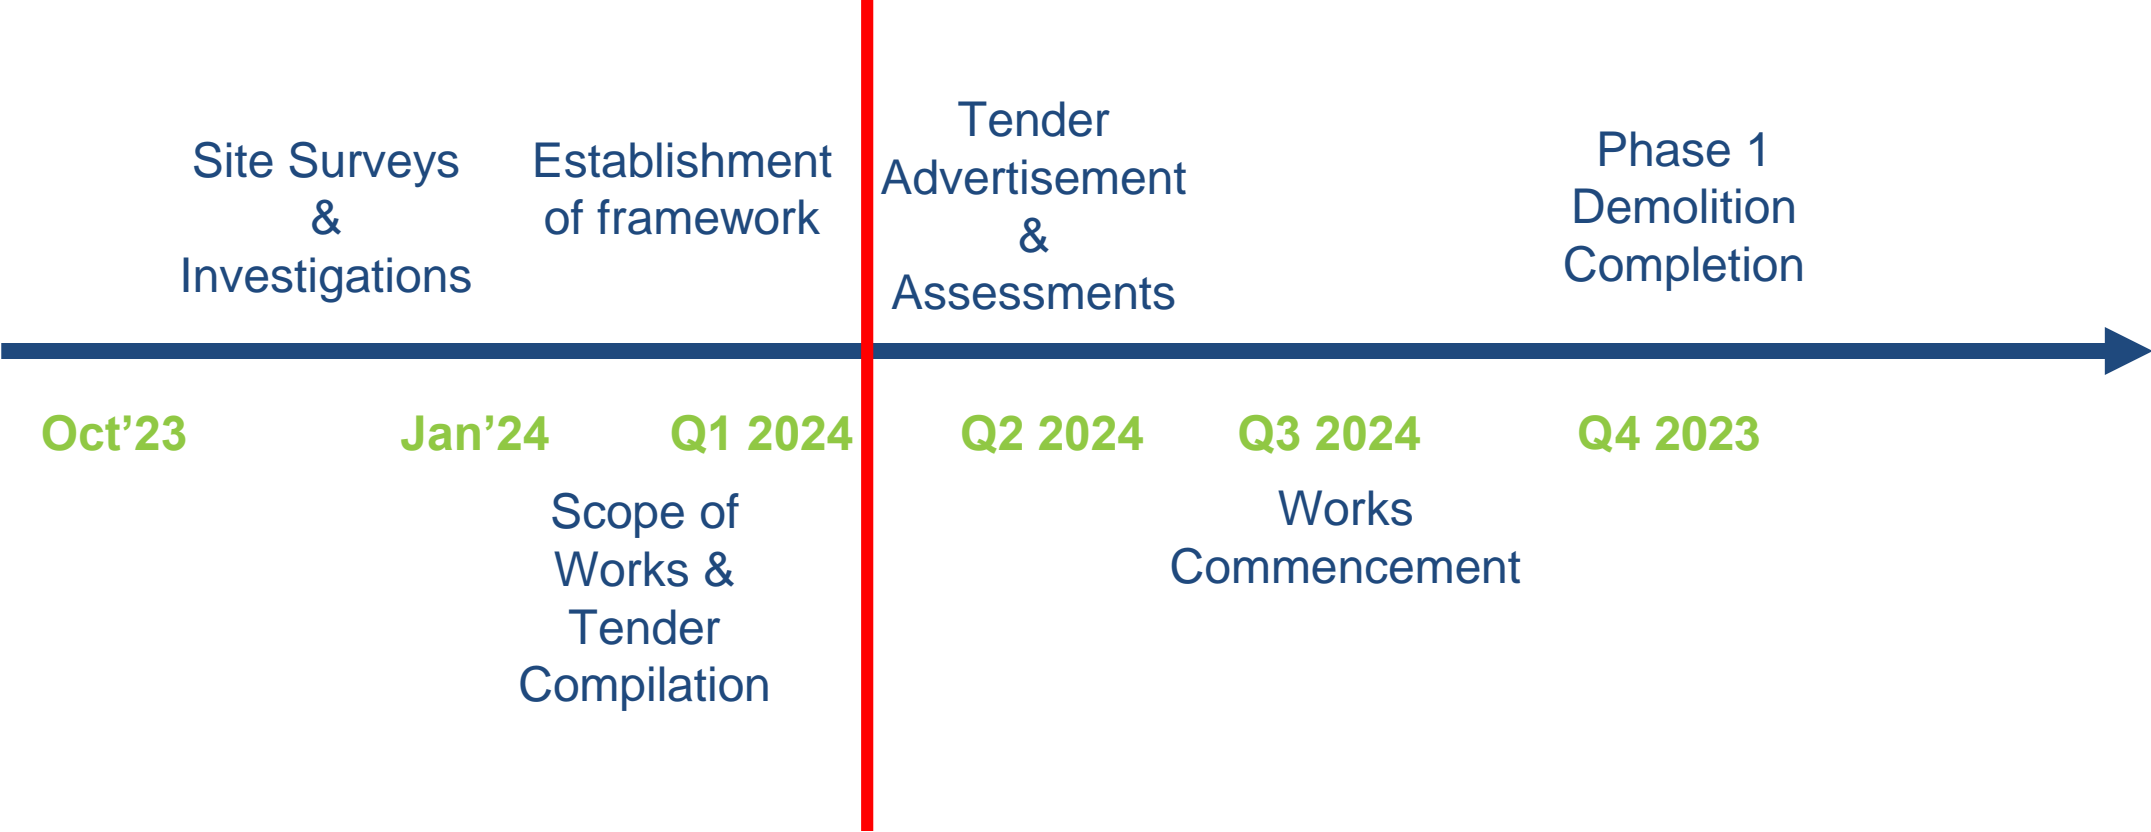 Site Surveys
&
Investigations
Establishment
of framework
Tender
Advertisement
&
Assessments
Phase 1
Demolition
Completion
Oct’23
Jan’24
Q1 2024
Q2 2024
Q3 2024
Q4 2023
Scope of
Works &
Tender
Compilation
Works
Commencement